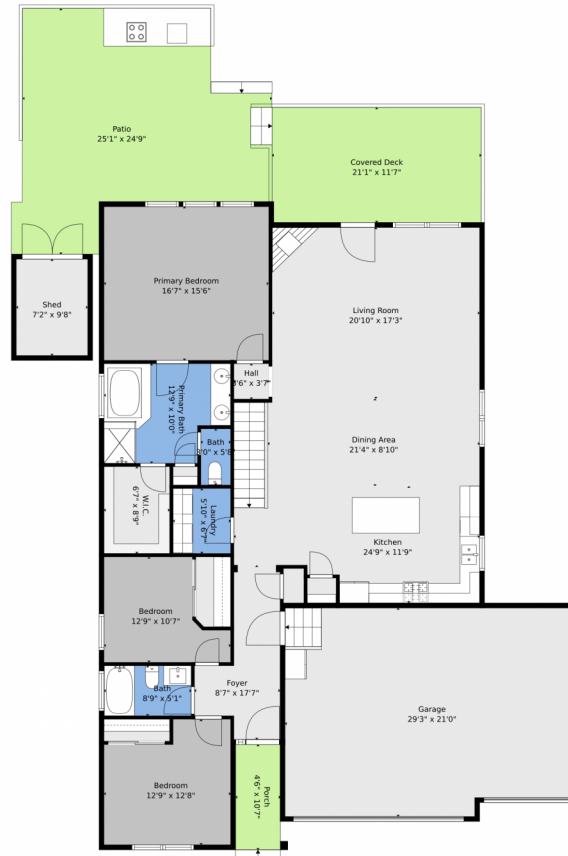 Patio
25'1" x 24'9"
Covered Deck
21'1" x 11'7"
Primary Bedroom
16'7" x 15'6"
Shed
7'2" x 9'8"
Living Room
20'10" x 17'3"
Hall
3'6" x 3'7"
Primary Bath
12'9" x 10'0"
Dining Area
21'4" x 8'10"
Bath
3'0" x 5'8"
W.I.C.
6'7" x 8'9"
Laundry
5'10" x 6'7"
Kitchen
24'9" x 11'9"
Bedroom
12'9" x 10'7"
Foyer
8'7" x 17'7"
Bath
8'9" x 5'1"
Garage
29'3" x 21'0"
Bedroom
12'9" x 12'8"
Porch
4'6" x 10'7"